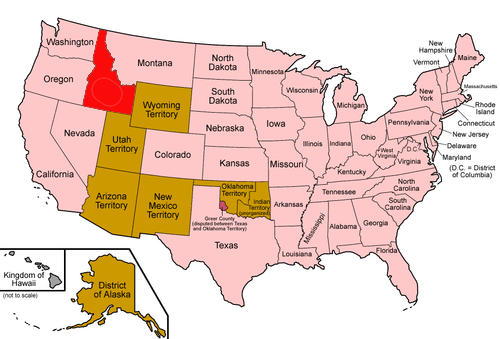 Washington
Oregon
California
Nevada
Montana
Wyoming
Territory
Utah
Territory
Colorado
Arizona
Territory
New Mexico
Territory
North
Dakota
South
Dakota
Nebraska
Kansas
Oklahoma
Territory
Indian
Territory
(unorganized)
Greer County
(disputed between Texas
and Oklahoma Territory)
Texas
Minnesota
Iowa
Missouri
Arkansas
Louisiana
Wisconsin
Illinois
Michigan
Indiana
Ohio
Kentucky
Tennessee
Mississippi
Alabama
Georgia
Florida
South
Carolina
North
Carolina
Virginia
West
Virginia
D.C.
Pennsylvania
New
York
Vermont
New
Hampshire
Maine
Massachusetts
Rhode
Island
Connecticut
New Jersey
Delaware
Maryland
(D.C. = District
of Columbia)
Kingdom of
Hawaii
(not to scale)
District
of Alaska